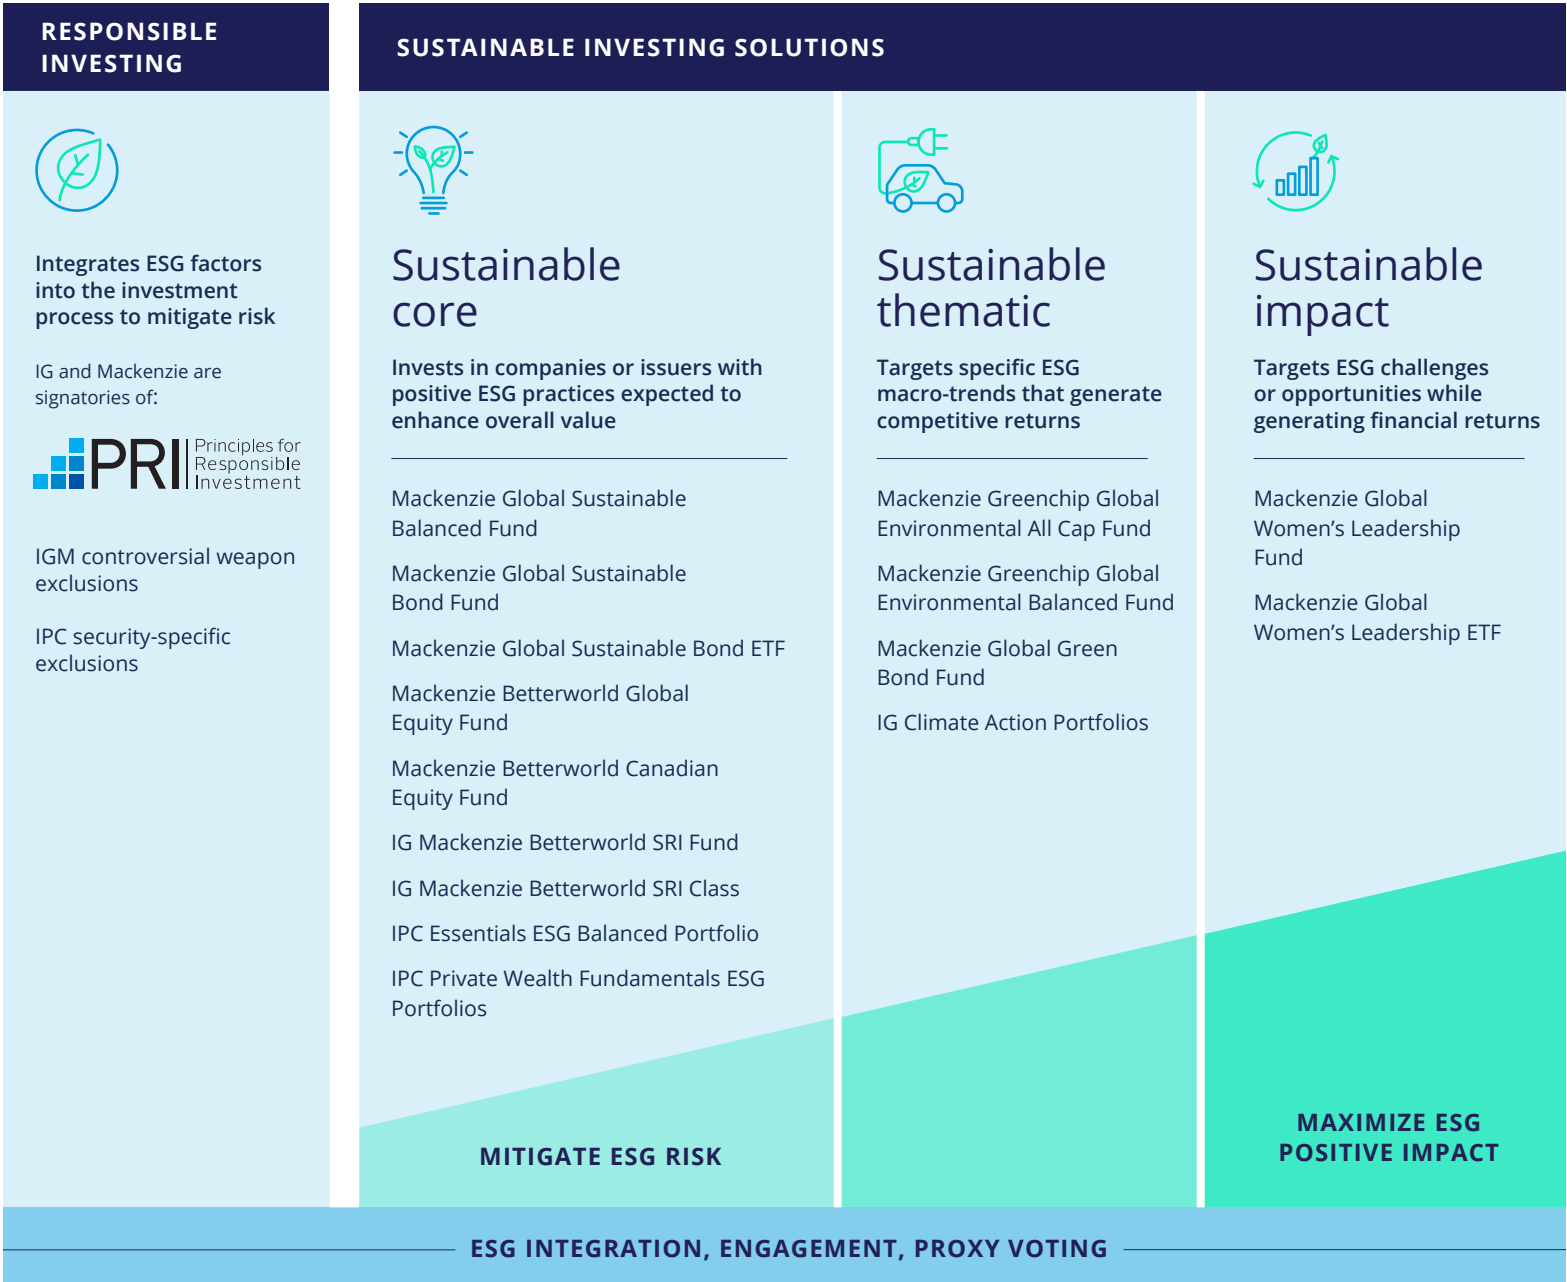 RESPONSIBLE
INVESTING
Integrates ESG factors
into the investment
process to mitigate risk
IG and Mackenzie are
signatories of:
PRI
Principles for
Responsible
Investment
IGM controversial weapon
exclusions
IPC security-specific
exclusions
SUSTAINABLE INVESTING SOLUTIONS
Sustainable
core
Invests in companies or issuers with
positive ESG practices expected to
enhance overall value
Mackenzie Global Sustainable
Balanced Fund
Mackenzie Global Sustainable
Bond Fund
Mackenzie Global Sustainable Bond ETF
Mackenzie Betterworld Global
Equity Fund
Mackenzie Betterworld Canadian
Equity Fund
IG Mackenzie Betterworld SRI Fund
IG Mackenzie Betterworld SRI Class
IPC Essentials ESG Balanced Portfolio
IPC Private Wealth Fundamentals ESG
Portfolios
MITIGATE ESG RISK
Sustainable
thematic
Targets specific ESG
macro-trends that generate
competitive returns
Mackenzie Greenchip Global
Environmental All Cap Fund
Mackenzie Greenchip Global
Environmental Balanced Fund
Mackenzie Global Green
Bond Fund
IG Climate Action Portfolios
Sustainable
impact
Targets ESG challenges
or opportunities while
generating financial returns
Mackenzie Global
Women’s Leadership
Fund
Mackenzie Global
Women’s Leadership ETF
MAXIMIZE ESG
POSITIVE IMPACT
ESG INTEGRATION, ENGAGEMENT, PROXY VOTING